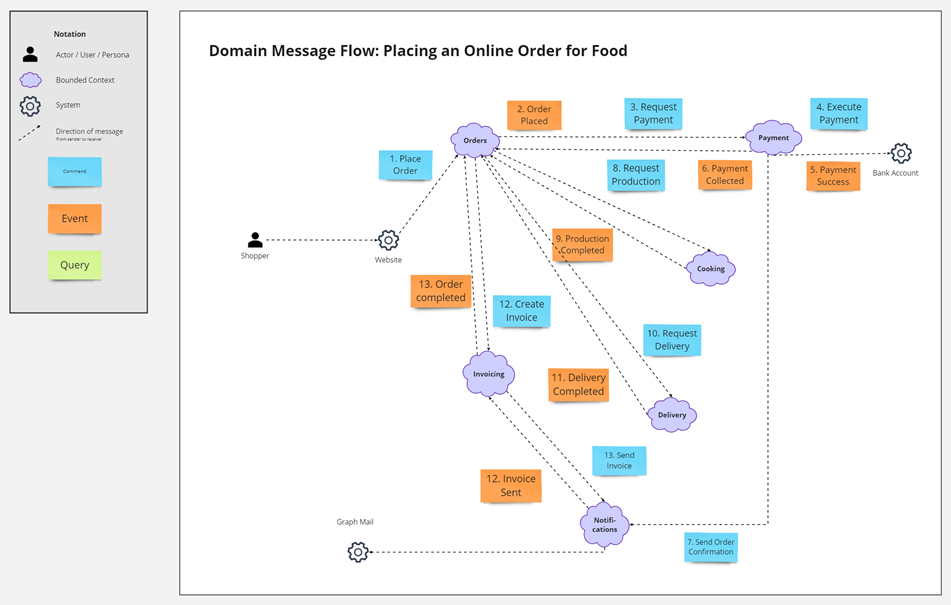 Notation
Actor / User / Persona
Bounded Context
System
Direction of message
From sender to receiver
Command
Event
Query
Domain Message Flow: Placing an Online Order for Food
2. Order
Placed
3. Request
Payment
4. Execute
Payment
Orders
Payment
1. Place
Order
8. Request
Production
6. Payment
Collected
5. Payment
Success
Bank Account
Shopper
Website
9. Production
Completed
Cooking
13. Order
completed
12. Create
Invoice
10. Request
Delivery
Invoicing
11. Delivery
Completed
Delivery
13. Send
Invoice
12. Invoice
Sent
Graph Mail
Notifi-
cations
7. Send Order
Confirmation